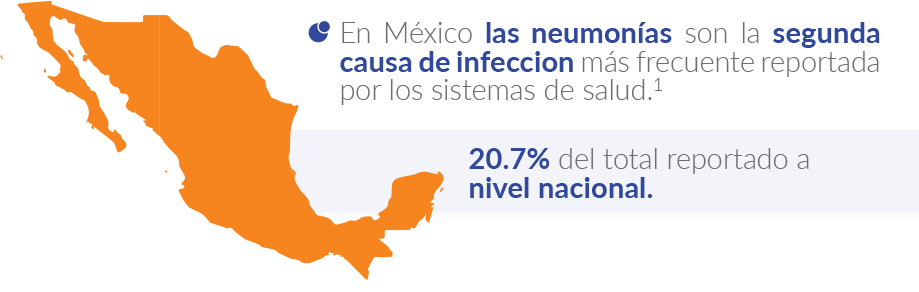 En México las neumonías son la segunda
causa de infeccion más frecuente reportada
por los sistemas de salud.¹
20.7% del total reportado a
nivel nacional.